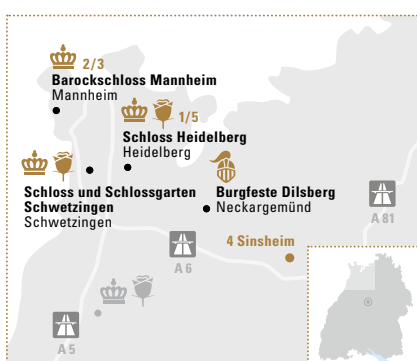 2/3
Barockschloss Mannheim
Mannheim
1/5
Schloss Heidelberg
Heidelberg
Schloss und Schlossgarten
Schwetzingen
Schwetzingen
Burgfeste Dilsberg
Neckargemünd
A 81
4 Sinsheim
A 6
A 5